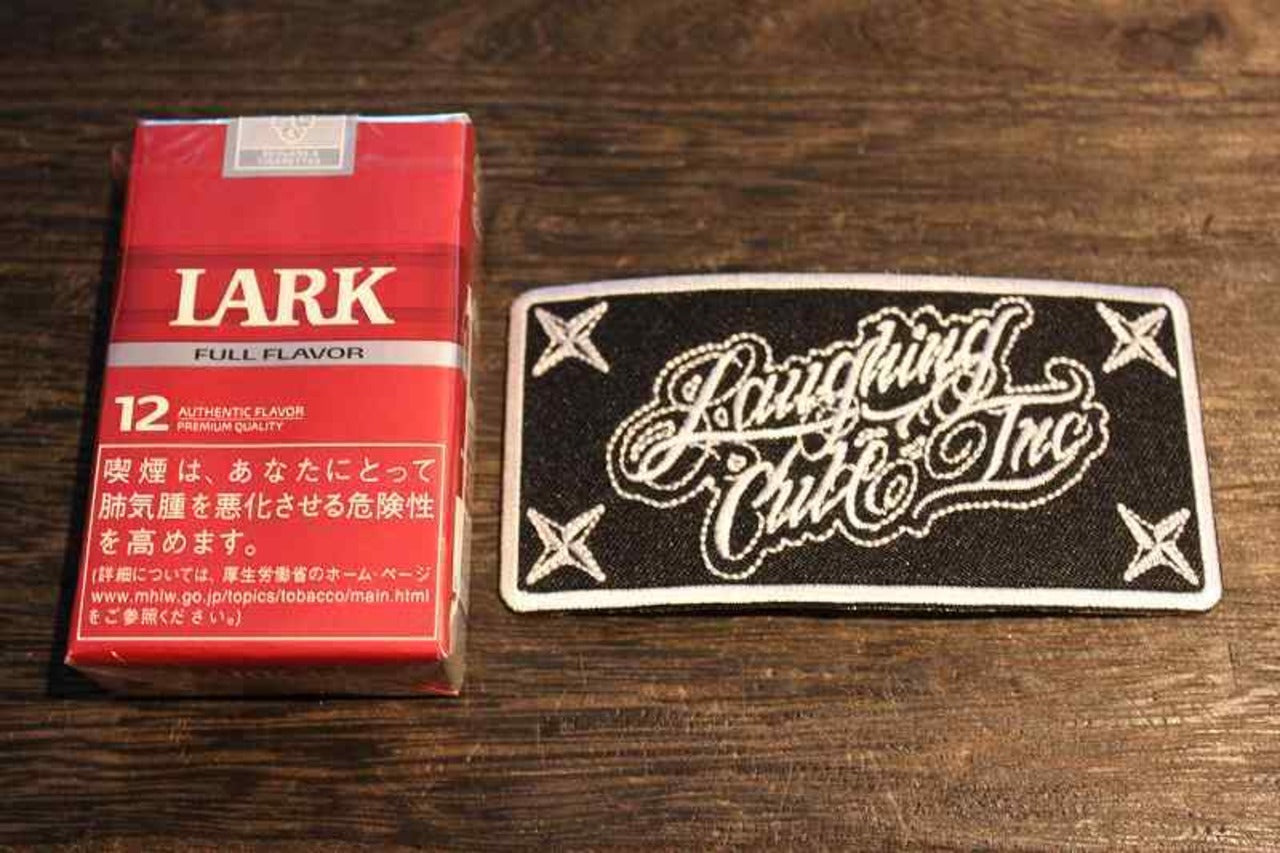 LARK
FULL FLAVOR
12 AUTHENTIC FLAVOR
PREMIUM QUALITY
喫煙は、あなたにとって
肺気腫を悪化させる危険性
を高めます。
(詳細については、厚生労働省のホーム・ページ
www.mhlw.go.jp/topics/tobacco/main.html
をご参照ください。)
Laughing
Cube Inc